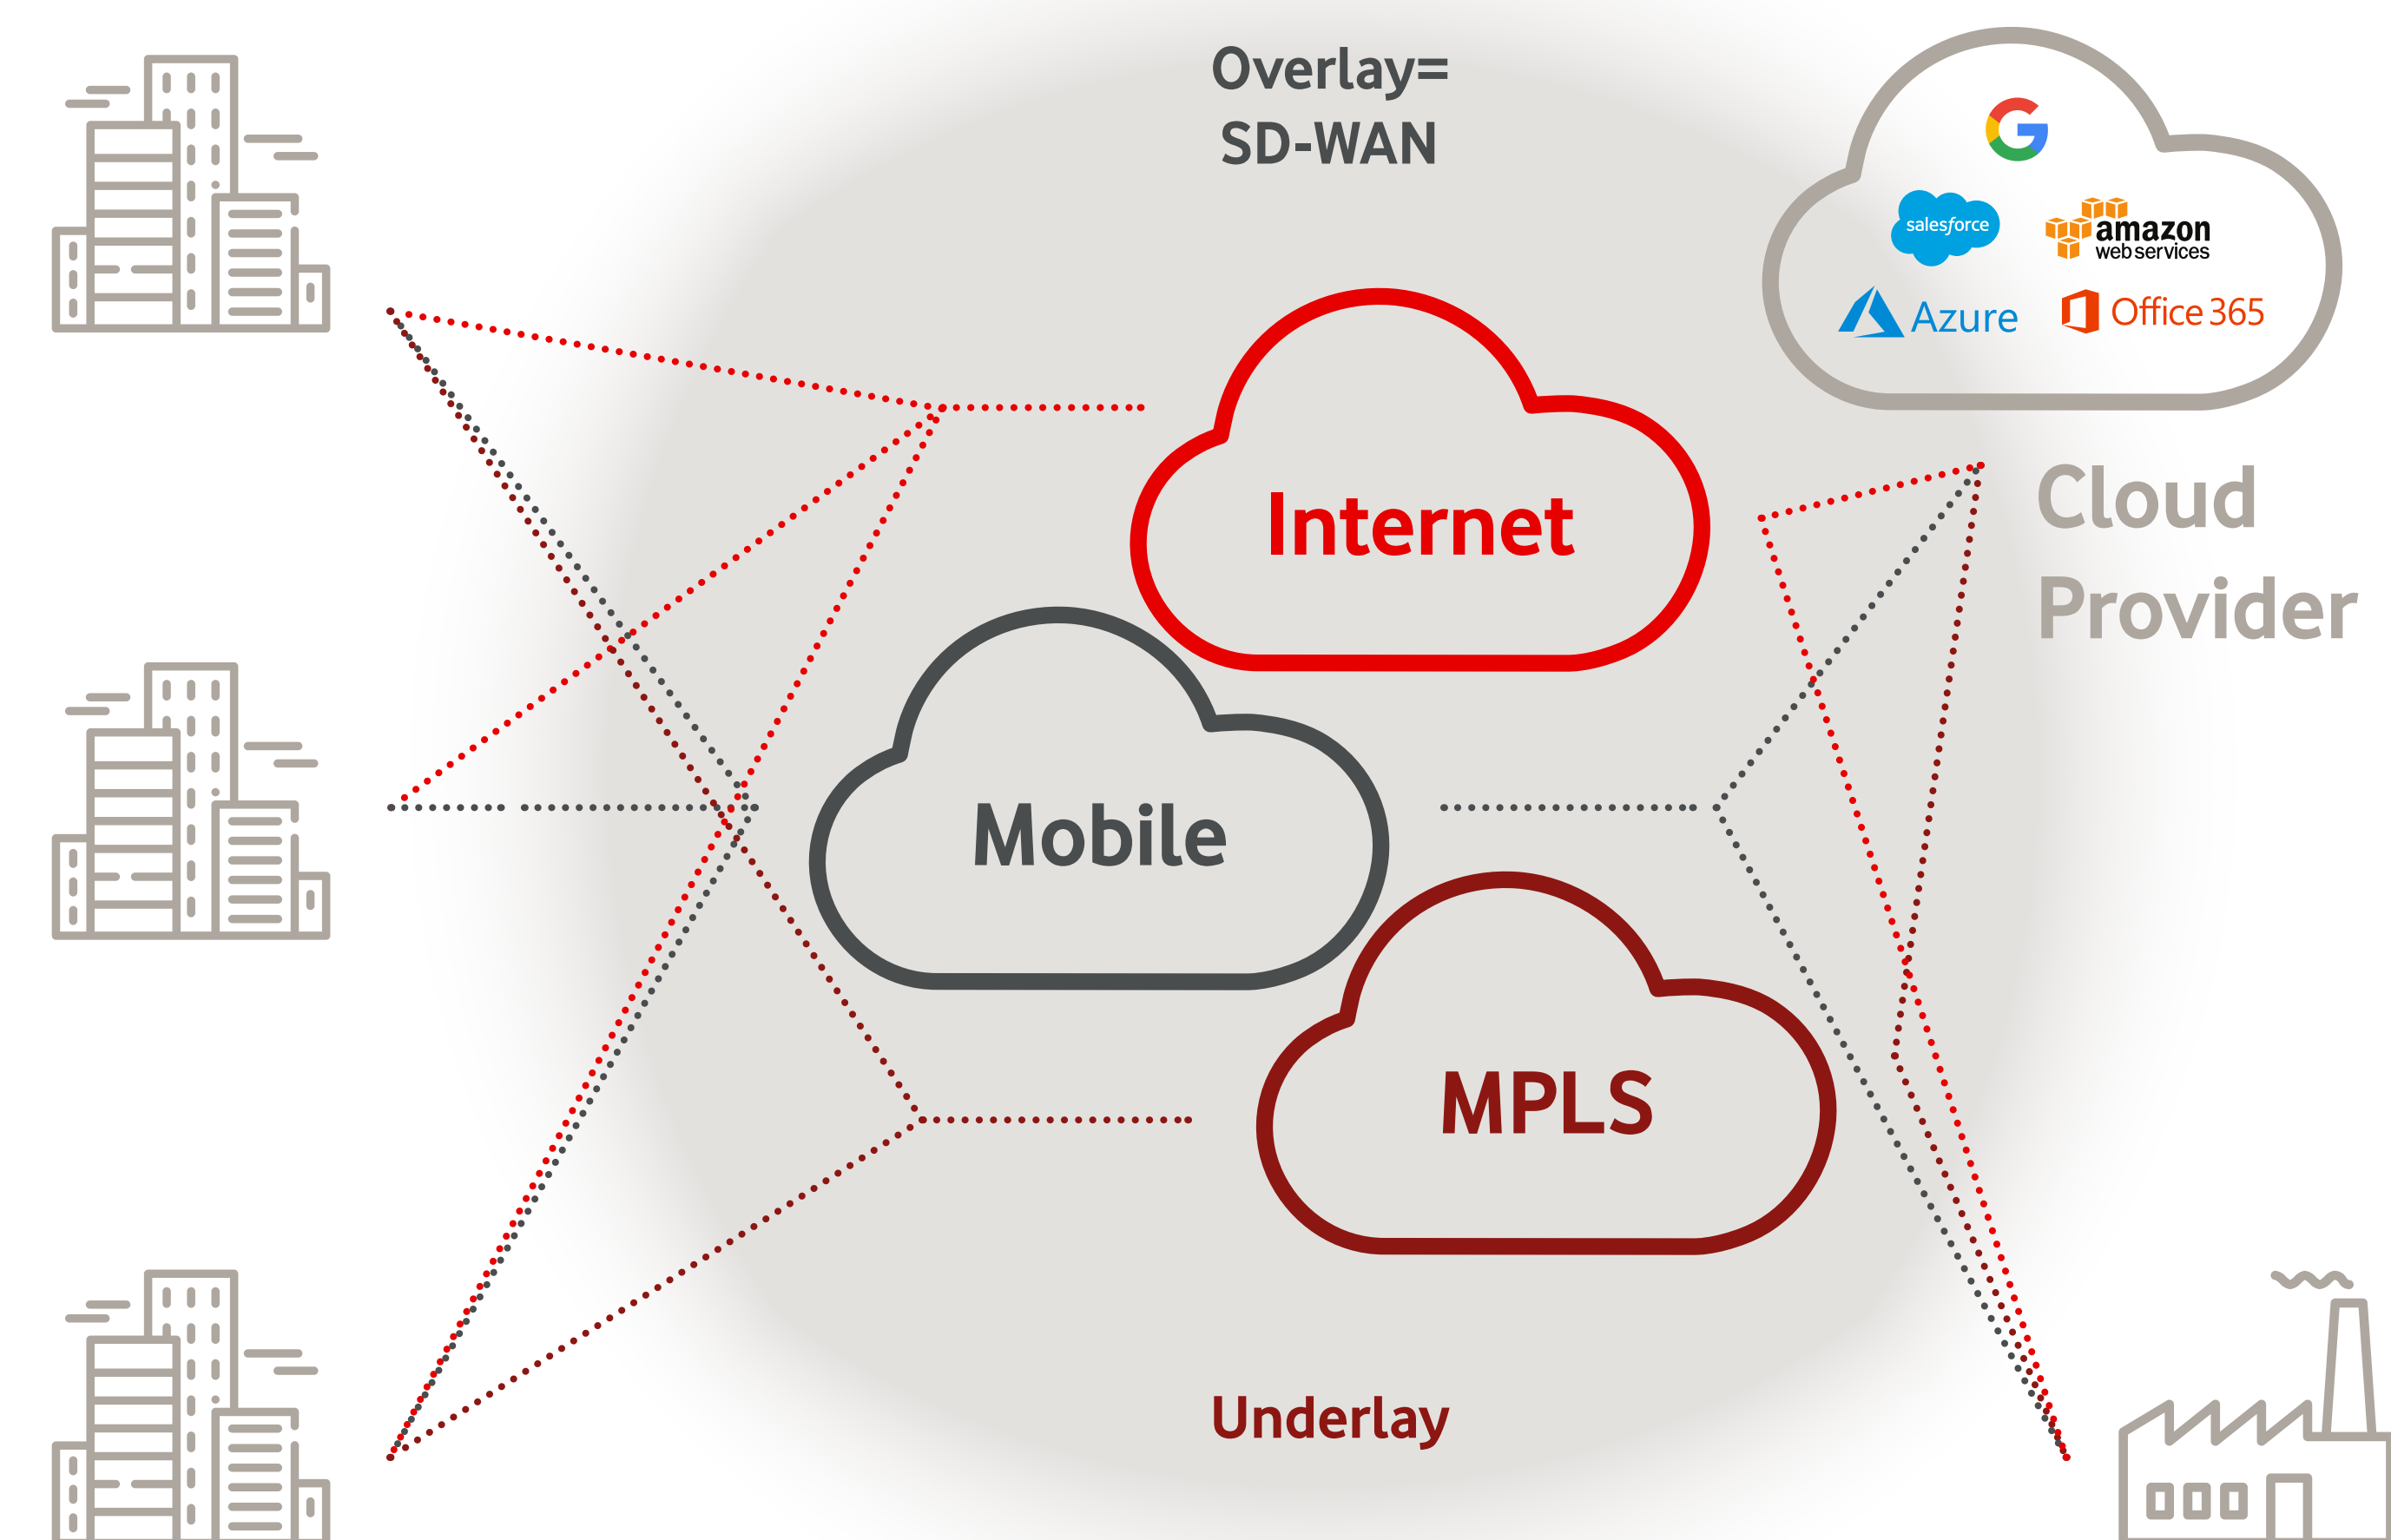 Overlay=
SD-WAN
salesforce
amazon
web services
Azure
Office 365
Cloud
Provider
Internet
Mobile
MPLS
Underlay